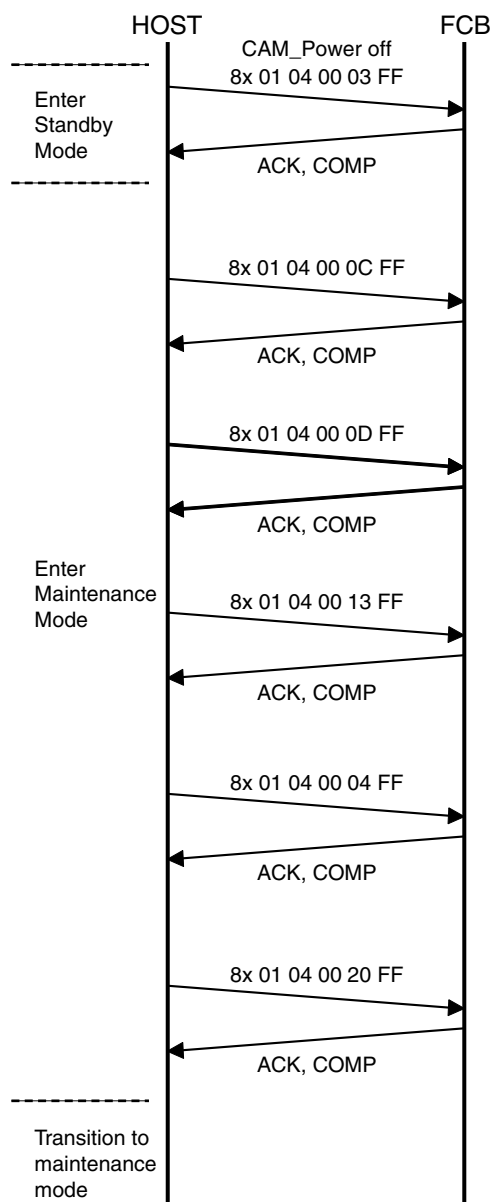 HOST FCB
CAM_Power off
8x 01 04 00 03 FF
Enter
Standby
Mode
ACK, COMP
8x 01 04 00 0C FF
ACK, COMP
8x 01 04 00 0D FF
ACK, COMP
Enter
Maintenance
Mode
8x 01 04 00 13 FF
ACK, COMP
8x 01 04 00 04 FF
ACK, COMP
8x 01 04 00 20 FF
ACK, COMP
Transition to
maintenance
mode